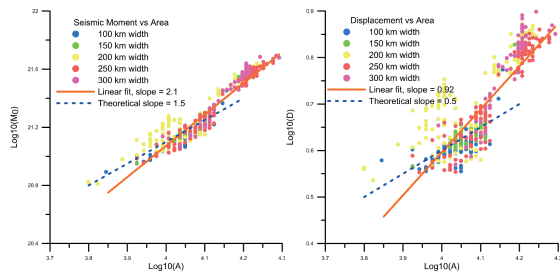 Seismic Moment vs Area
100 km width
150 km width
200 km width
250 km width
300 km width
Linear fit, slope = 2.1
Theoretical slope = 1.5
22
21.6
21.2
20.8
20.4
3.7
3.8
3.9
4
4.1
4.2
4.3
Log10(A)
Log10(Mo)
Displacement vs Area
100 km width
150 km width
200 km width
250 km width
300 km width
Linear fit, slope = 0.92
Theoretical slope = 0.5
0.9
0.8
0.7
0.6
0.5
0.4
3.7
3.8
3.9
4
4.1
4.2
Log10(A)
Log10(D)